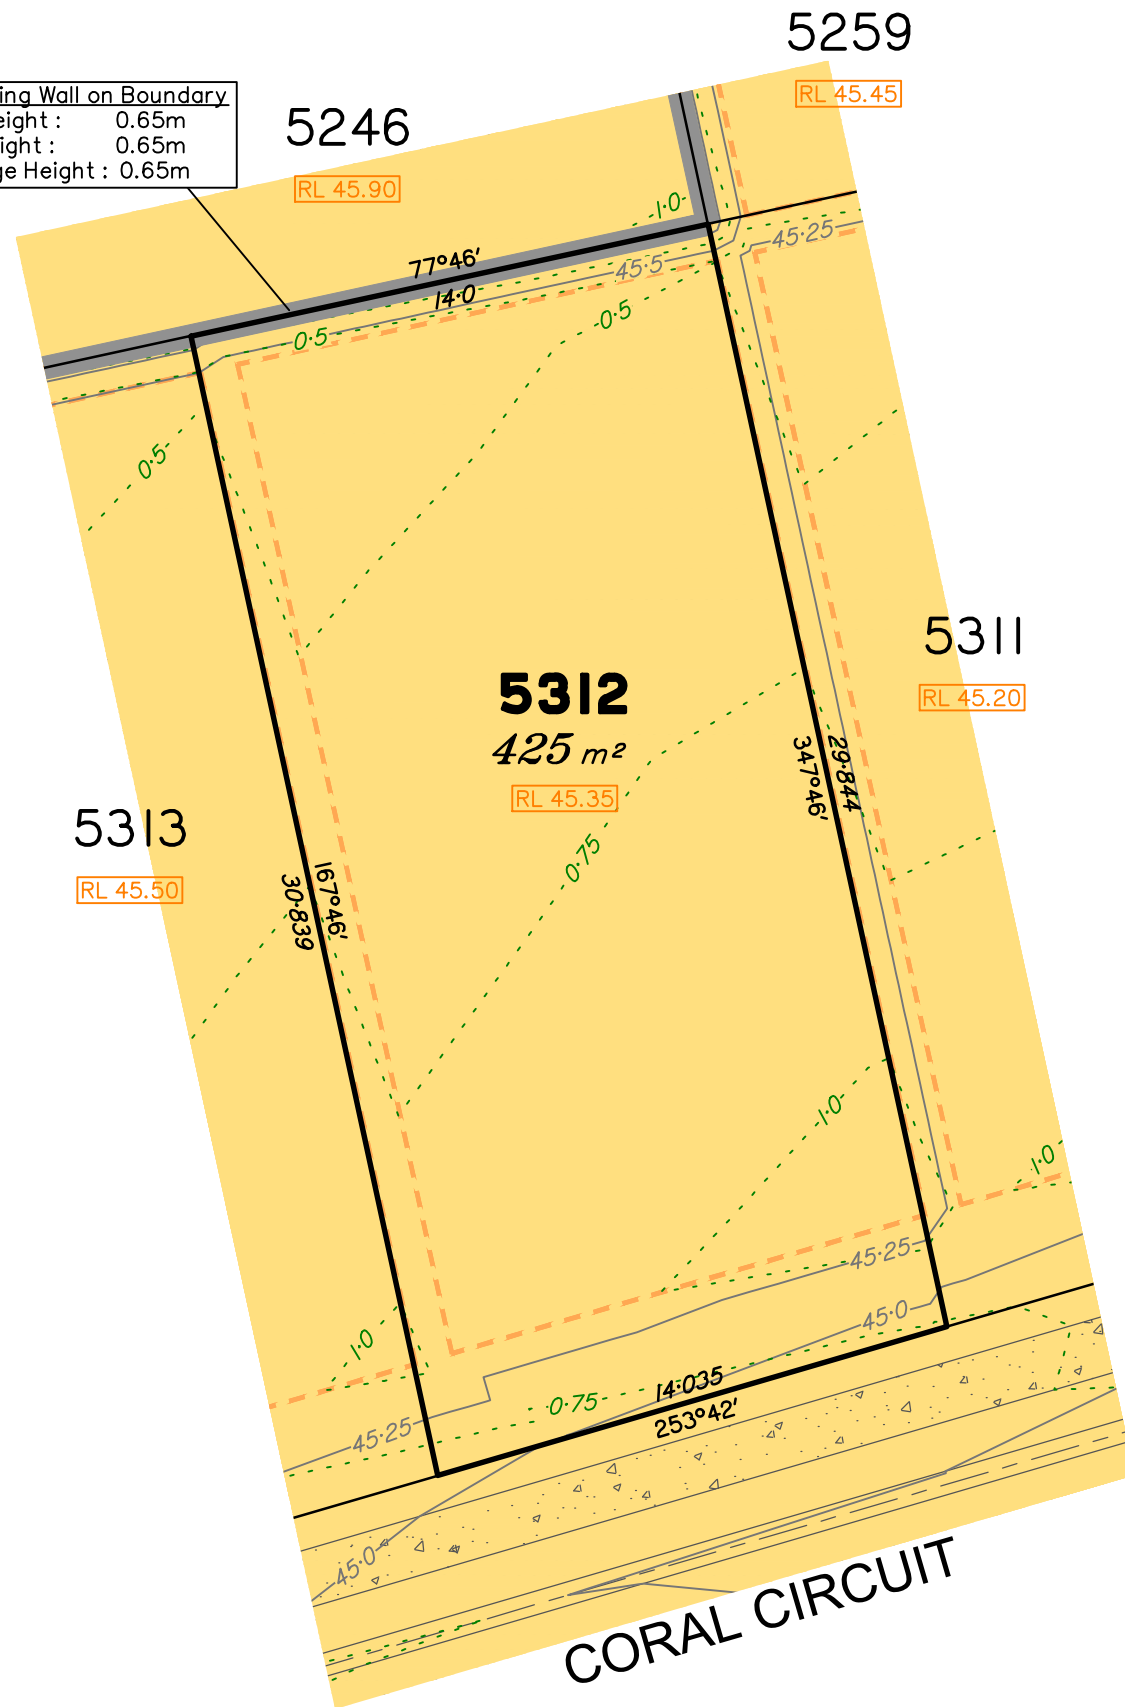 5259
RL 45.45
ing Wall on Boundary
eight : 0.65m
ight : 0.65m
ge Height : 0.65m
5246
RL 45.90
1·0
45·25
77°46'
14·0
45·5
0·5
0·5
0·5
5311
RL 45.20
5312
425 m²
RL 45.35
347°46'
29·844
5313
RL 45.50
0·75
167°46'
30·839
1·0
1·0
45·25
45·0
1·0
14·035
253°42'
0·75
45·25
45·0
CORAL CIRCUIT